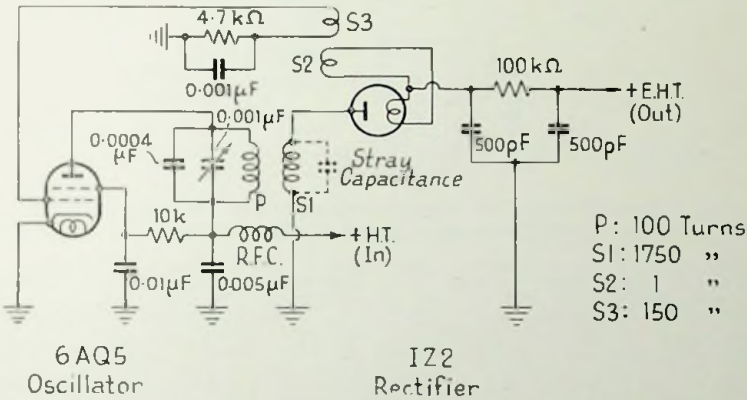 4·7kΩ
S3
0·001μF
S2
100kΩ
+E.H.T.
(Out)
500pF
500pF
0·001μF
0·0004
μF
P
S1
Stray
Capacitance
10k
R.F.C.
+H.T.
(In)
0·01μF
0·005μF
P: 100 Turns
S1: 1750 "
S2: 1 "
S3: 150 "
6AQ5
Oscillator
IZ2
Rectifier